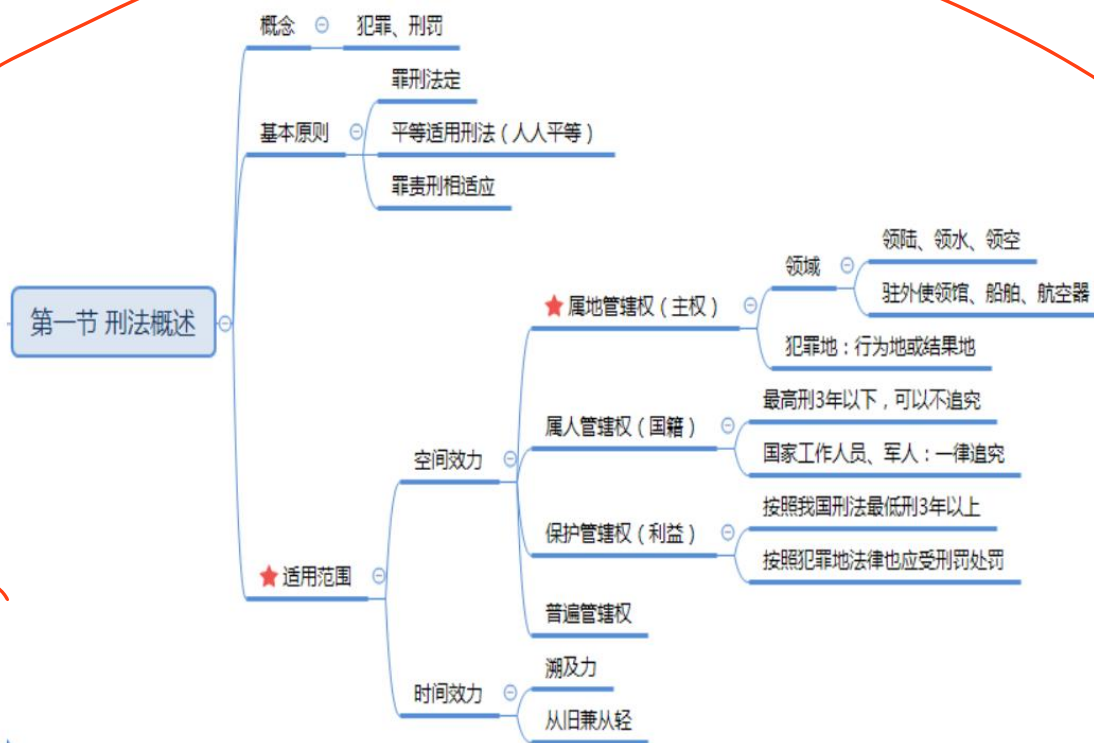 第一节 刑法概述
概念
犯罪、刑罚
基本原则
罪刑法定
平等适用刑法（人人平等）
罪责刑相适应
适用范围
空间效力
属地管辖权（主权）
领域
领陆、领水、领空
驻外使领馆、船舶、航空器
犯罪地：行为地或结果地
属人管辖权（国籍）
最高刑3年以下，可以不追究
国家工作人员、军人：一律追究
保护管辖权（利益）
按照我国刑法最低刑3年以上
按照犯罪地法律也应受刑罚处罚
普遍管辖权
时间效力
溯及力
从旧兼从轻